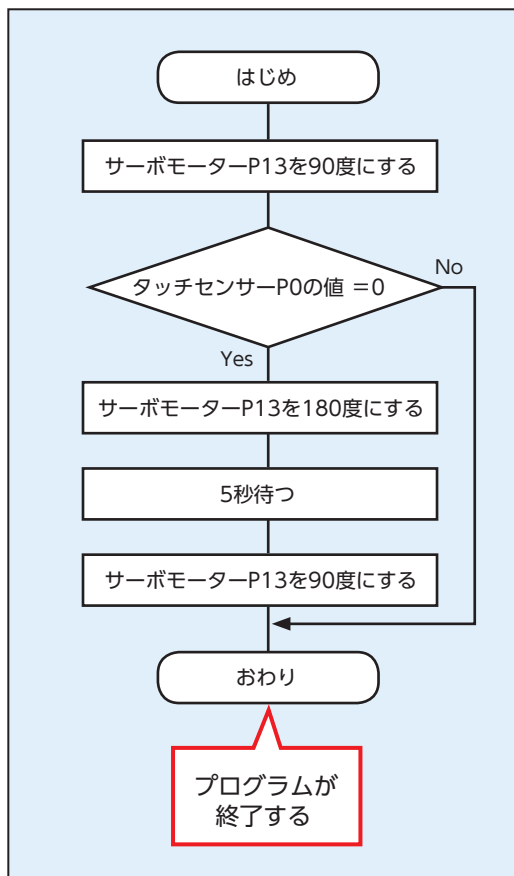 はじめ
サーボモーターP13を90度にする
タッチセンサーP0の値 =0
No
Yes
サーボモーターP13を180度にする
5秒待つ
サーボモーターP13を90度にする
おわり
プログラムが
終了する